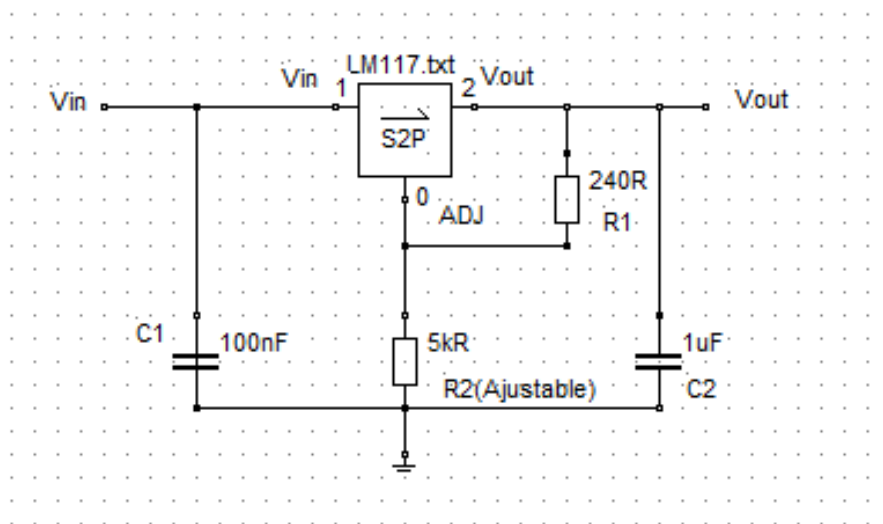 LM117.txt
Vin
Vin
1
2
Vout
Vout
S2P
0
ADJ
240R
R1
C1
100nF
5kR
R2(Ajustable)
1uF
C2